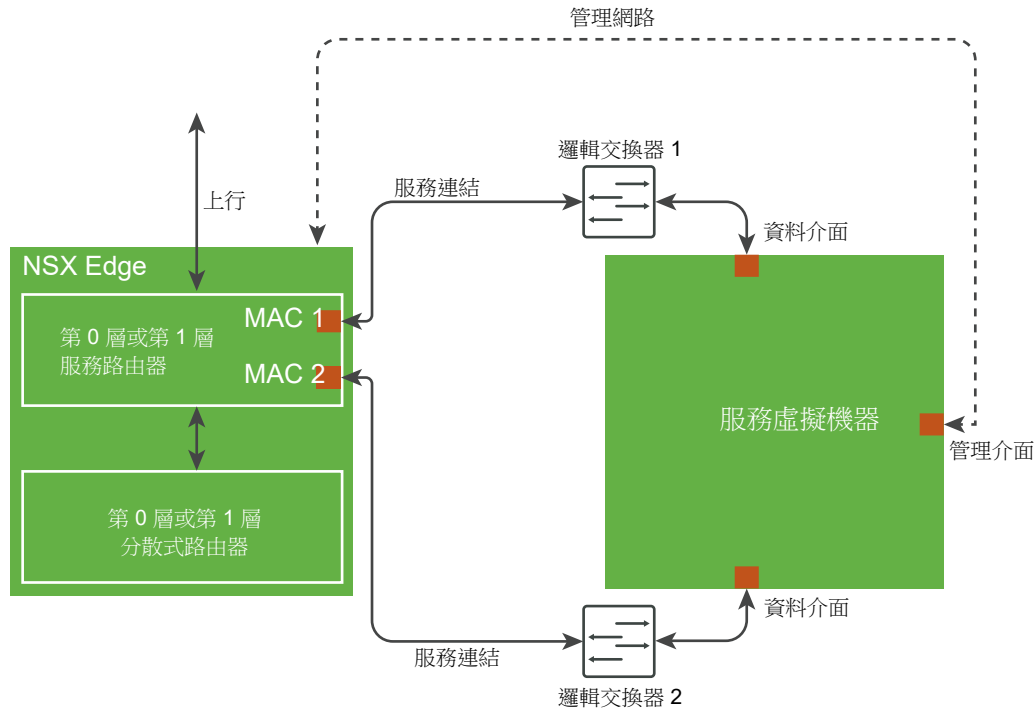 管理網路
邏輯交換器 1
服務連結
上行
資料介面
NSX Edge
MAC 1
第 0 層或第 1 層
服務路由器
MAC 2
服務虛擬機器
管理介面
第 0 層或第 1 層
分散式路由器
資料介面
服務連結
邏輯交換器 2